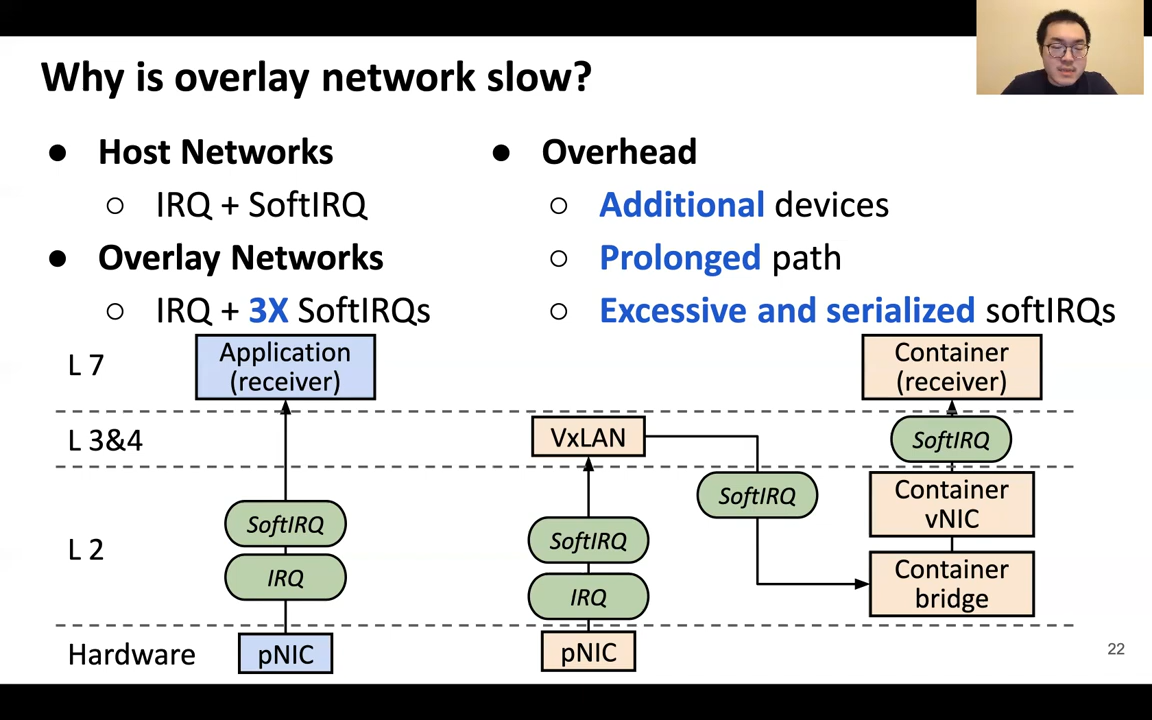 Why is overlay network slow?
● Host Networks
○ IRQ + SoftIRQ
● Overlay Networks
○ IRQ + 3X SoftIRQs
● Overhead
○ Additional devices
○ Prolonged path
○ Excessive and serialized softIRQs
L 7
Application
(receiver)
Container
(receiver)
L 3&4
VxLAN
SoftIRQ
L 2
SoftIRQ
IRQ
SoftIRQ
IRQ
SoftIRQ
Container
vNIC
Container
bridge
Hardware
pNIC
pNIC
22